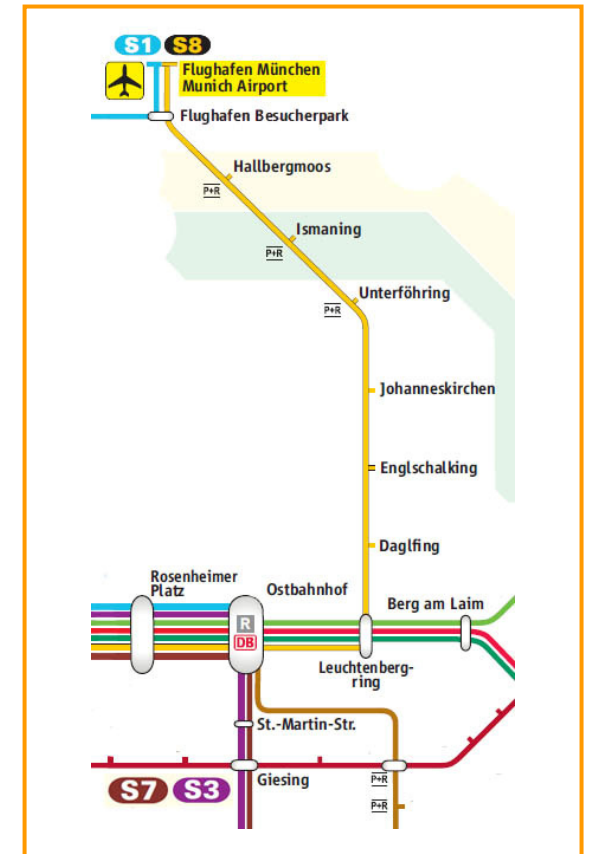 S1 S8
Flughafen München
Munich Airport
Flughafen Besucherpark
Hallbergmoos
P+R
Ismaning
P+R
Unterföhring
P+R
Johanneskirchen
Englschalking
Daglfing
Rosenheimer
Platz
Ostbahnhof
Berg am Laim
R
DB
Leuchtenberg-
ring
St.-Martin-Str.
Giesing
S7 S3
P+R
P+R